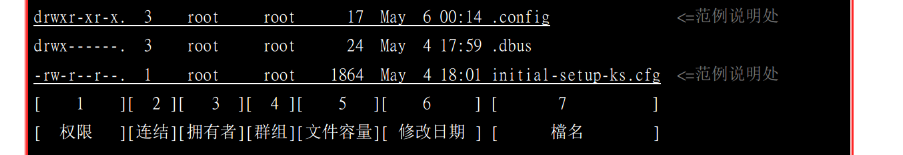 drwxr-xr-x.  3    root     root       17  May  6 00:14 .config               <=范例说明处
drwx------.  3    root     root       24  May  4 17:59 .dbus
-rw-r--r--.  1    root     root     1864  May  4 18:01 initial-setup-ks.cfg  <=范例说明处
[    1    ][  2 ][   3  ][  4 ][    5   ][    6     ] [       7          ]
[   权限   ][连结][拥有者][群组][文件容量][ 修改日期 ] [      檔名        ]